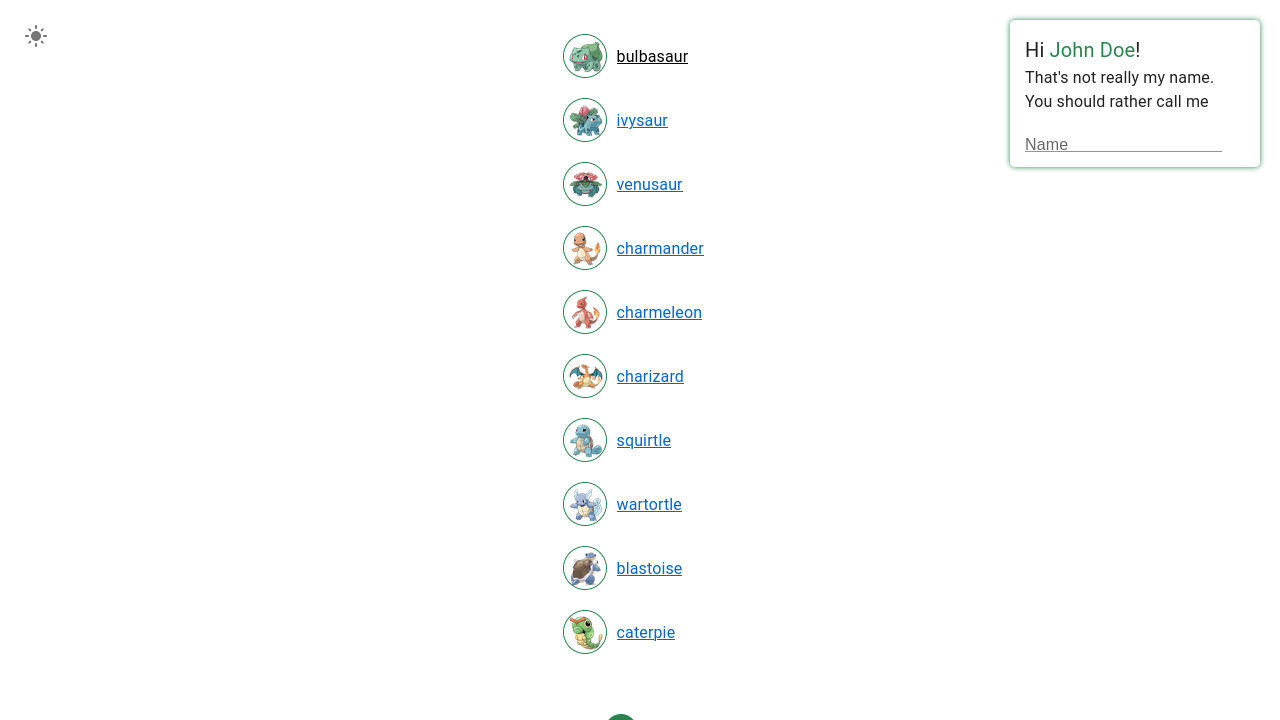 bulbasaur
ivysaur
venusaur
charmander
charmeleon
charizard
squirtle
wartortle
blastoise
caterpie
Hi John Doe!
That's not really my name.
You should rather call me
Name